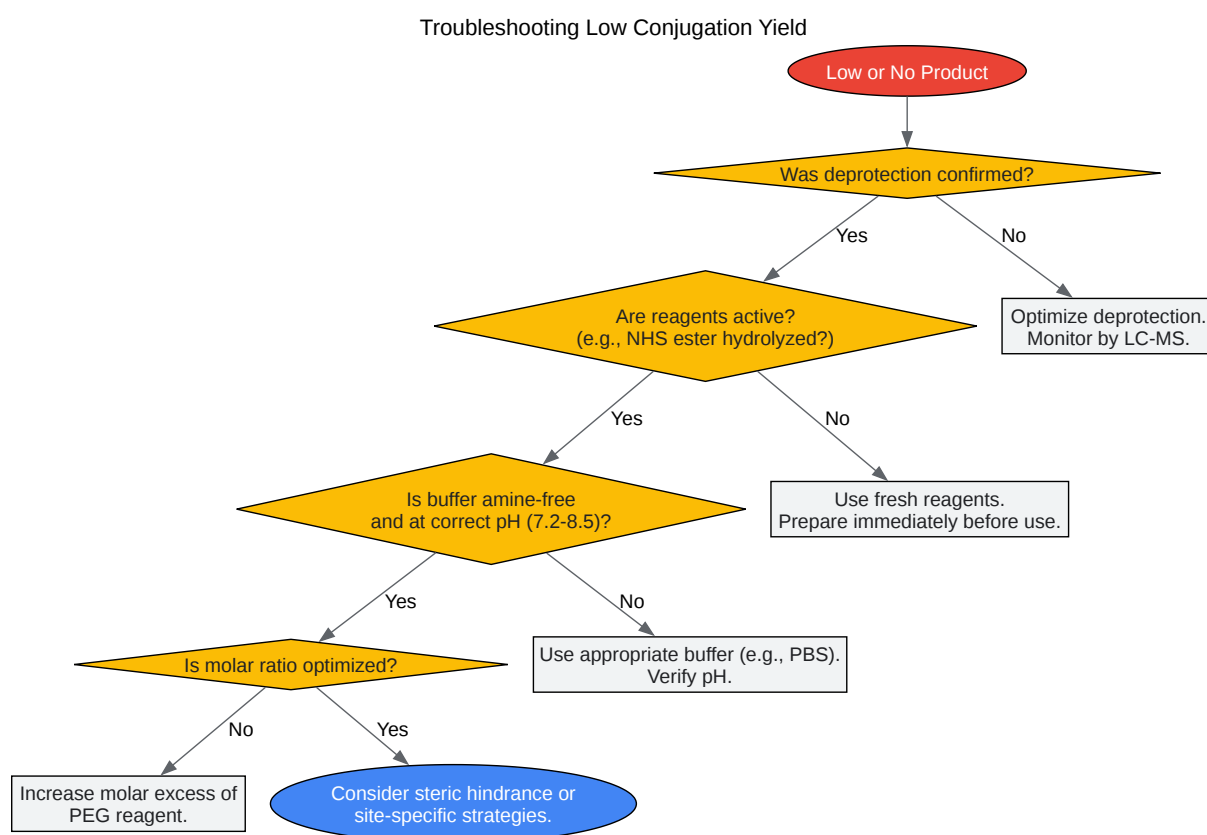 Troubleshooting Low Conjugation Yield
Low or No Product
Was deprotection confirmed?
Yes
No
Are reagents active?
(e.g., NHS ester hydrolyzed?)
Optimize deprotection.
Monitor by LC-MS.
Yes
No
Is buffer amine-free
and at correct pH (7.2-8.5)?
Use fresh reagents.
Prepare immediately before use.
Yes
No
Is molar ratio optimized?
Use appropriate buffer (e.g., PBS).
Verify pH.
No
Yes
Increase molar excess of
PEG reagent.
Consider steric hindrance or
site-specific strategies.